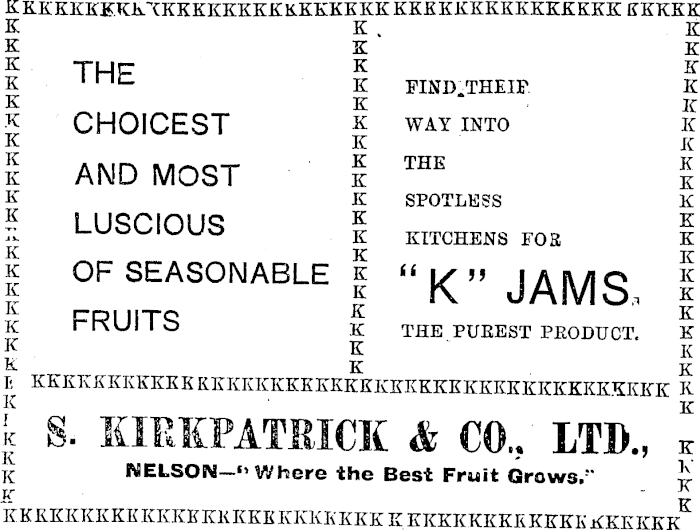 THE
CHOICEST
AND MOST
LUSCIOUS
OF SEASONABLE
FRUITS
FIND THEIR
WAY INTO
THE
SPOTLESS
KITCHENS FOR
"K" JAMS.
THE PUREST PRODUCT.
S. KIRKPATRICK & CO., LTD.,
NELSON—"Where the Best Fruit Grows."